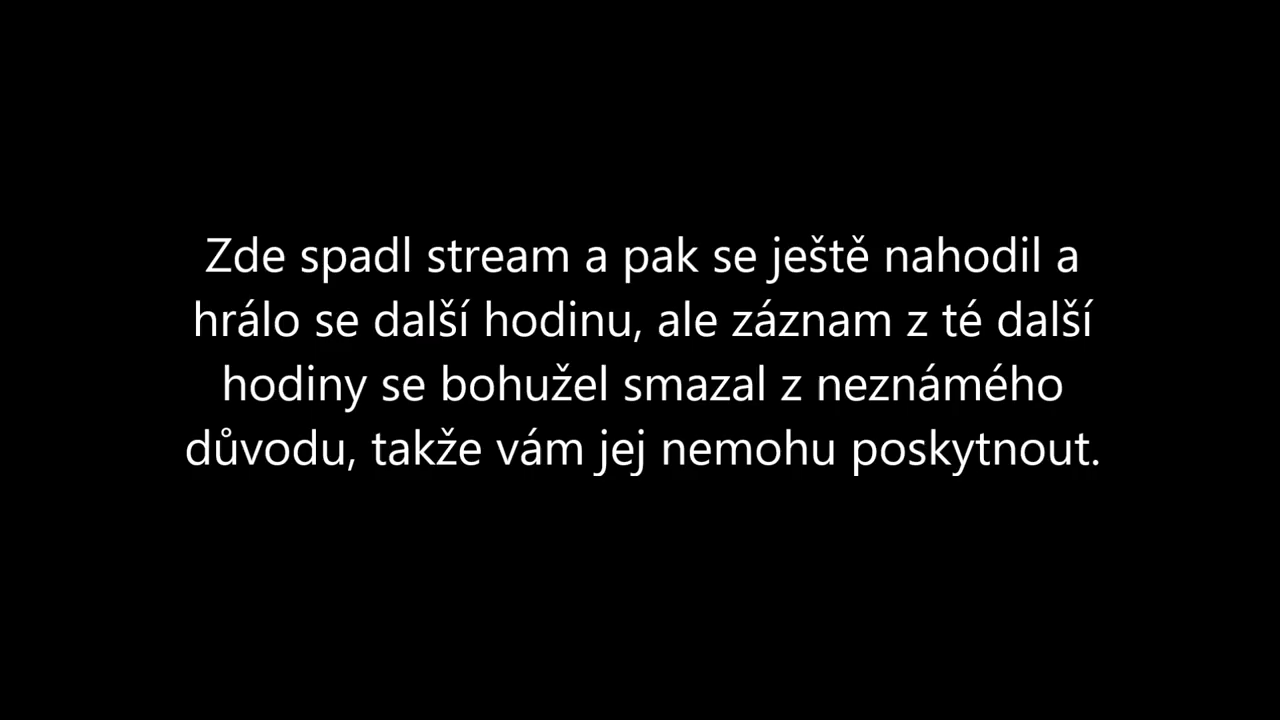 Zde spadl stream a pak se ještě nahodil a
hrálo se další hodinu, ale záznam z té další
hodiny se bohužel smazal z neznámého
důvodu, takže vám jej nemohu poskytnout.